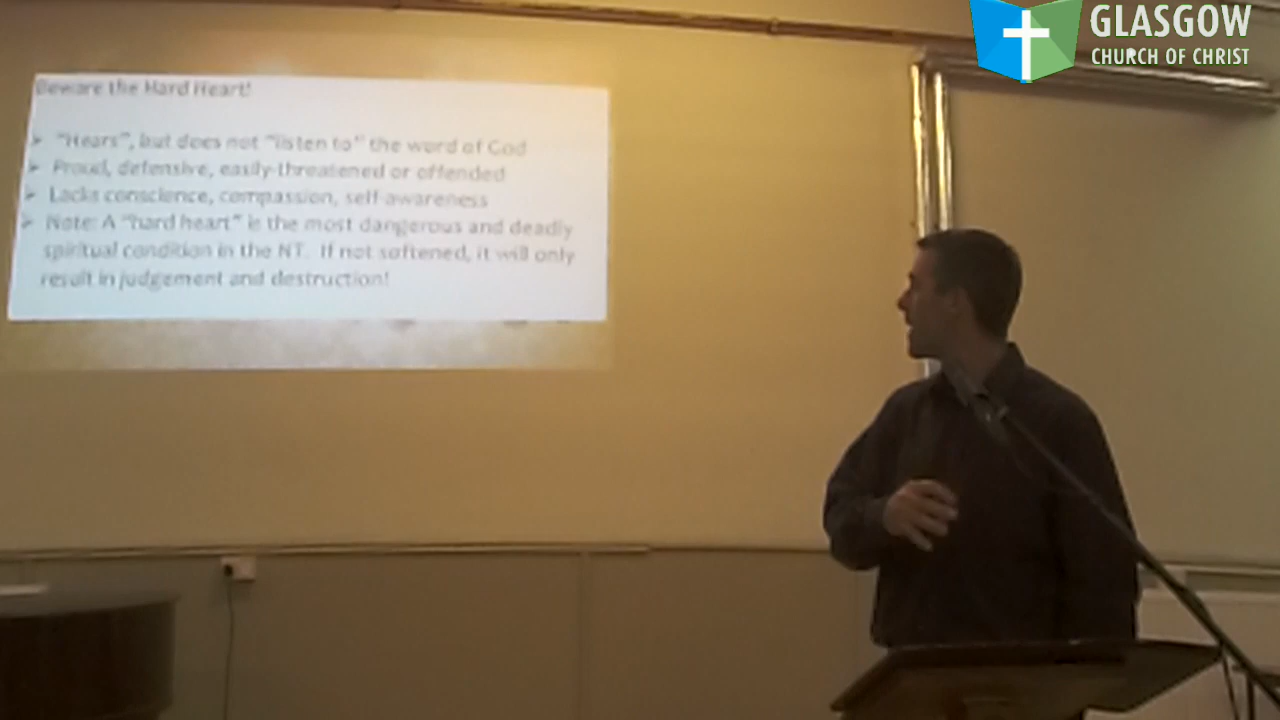 Beware the Hard Heart!
➢ "Hears", but does not "listen to" the word of God
➢ Proud, defensive, easily-threatened or offended
➢ Lacks conscience, compassion, self-awareness
➢ Note: A "hard heart" is the most dangerous and deadly
spiritual condition in the NT. If not softened, it will only
result in judgement and destruction!
GLASGOW
CHURCH OF CHRIST